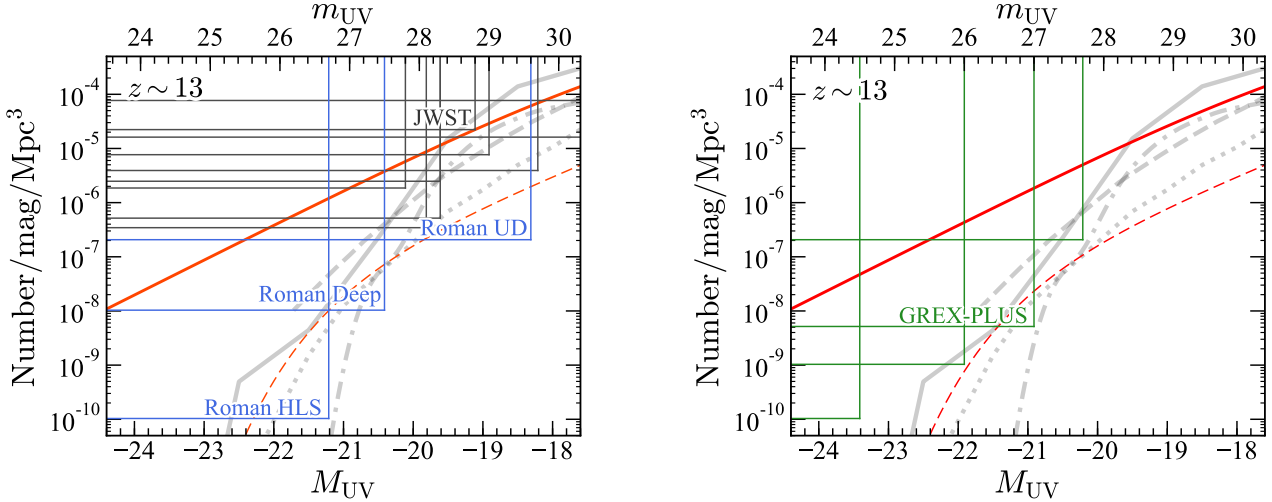 m_UV
24 25 26 27 28 29 30
z ~ 13
JWST
Roman UD
Roman Deep
Roman HLS
Number/mag/Mpc^3
10^-4
10^-5
10^-6
10^-7
10^-8
10^-9
10^-10
−24 −23 −22 −21 −20 −19 −18
M_UV
m_UV
24 25 26 27 28 29 30
z ~ 13
GREX-PLUS
Number/mag/Mpc^3
10^-4
10^-5
10^-6
10^-7
10^-8
10^-9
10^-10
−24 −23 −22 −21 −20 −19 −18
M_UV